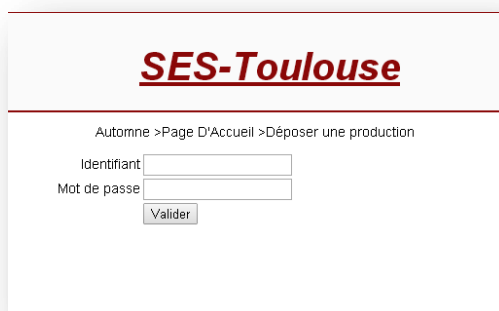 SES-Toulouse
Automne >Page D'Accueil >Déposer une production
Identifiant
Mot de passe
Valider